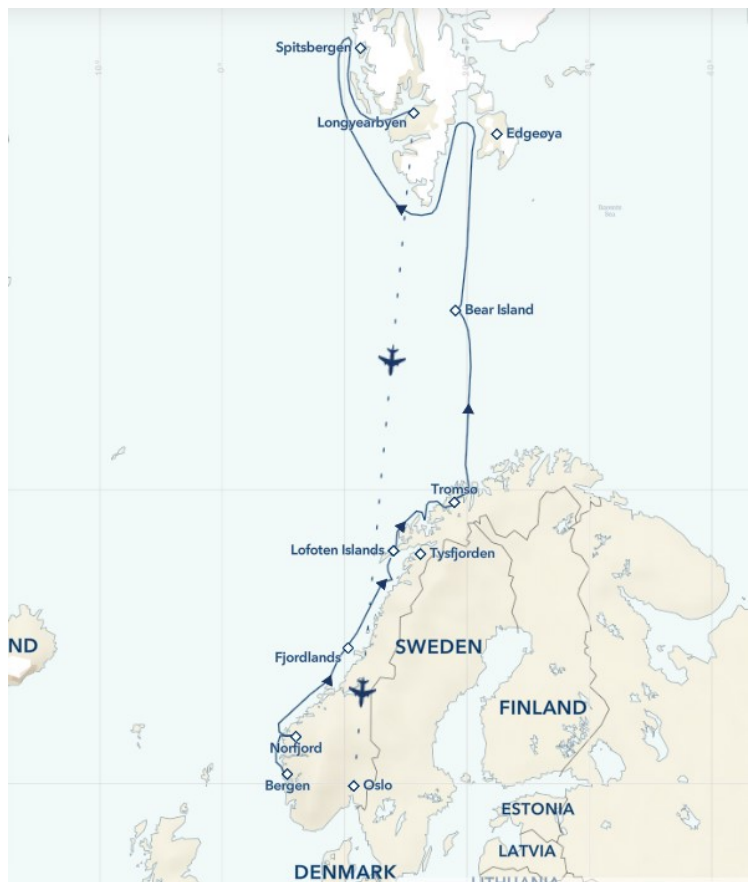 Spitsbergen
Longyearbyen
Edgeøya
Bear Island
Tromsø
Lofoten Islands
Tysfjorden
Fjordlands
SWEDEN
ND
FINLAND
Norfjord
Bergen
Oslo
ESTONIA
LATVIA
DENMARK
LITHUANIA